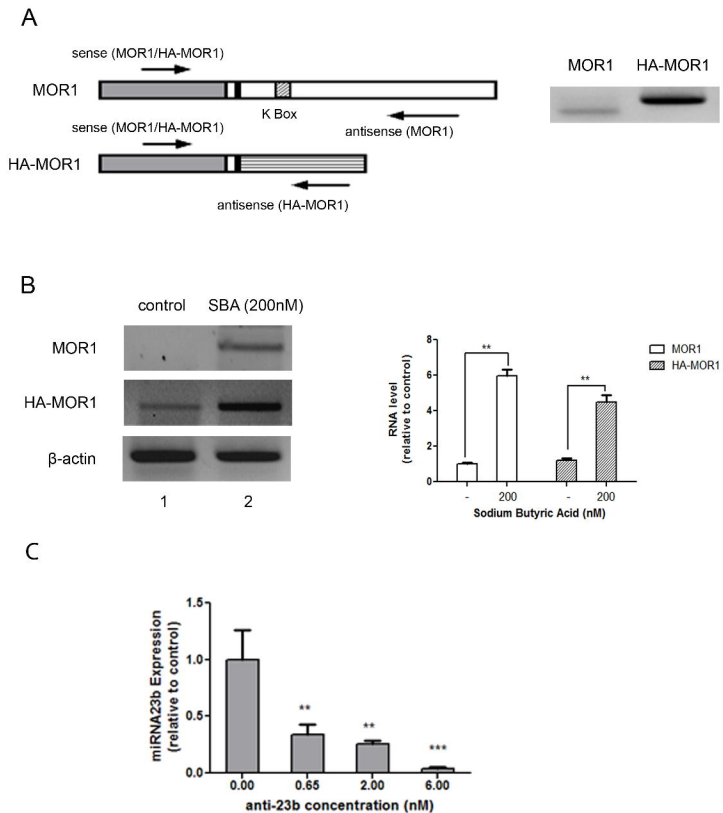 A
sense (MOR1/HA-MOR1)
MOR1
K Box
antisense (MOR1)
sense (MOR1/HA-MOR1)
HA-MOR1
antisense (HA-MOR1)
MOR1 HA-MOR1
B
control SBA (200nM)
MOR1
HA-MOR1
β-actin
1 2
RNA level
(relative to control)
8
6
4
2
0
**
**
MOR1
HA-MOR1
- 200 - 200
Sodium Butyric Acid (nM)
C
miRNA23b Expression
(relative to control)
1.5
1.0
0.5
0.0
** ** ***
0.00 0.65 2.00 6.00
anti-23b concentration (nM)